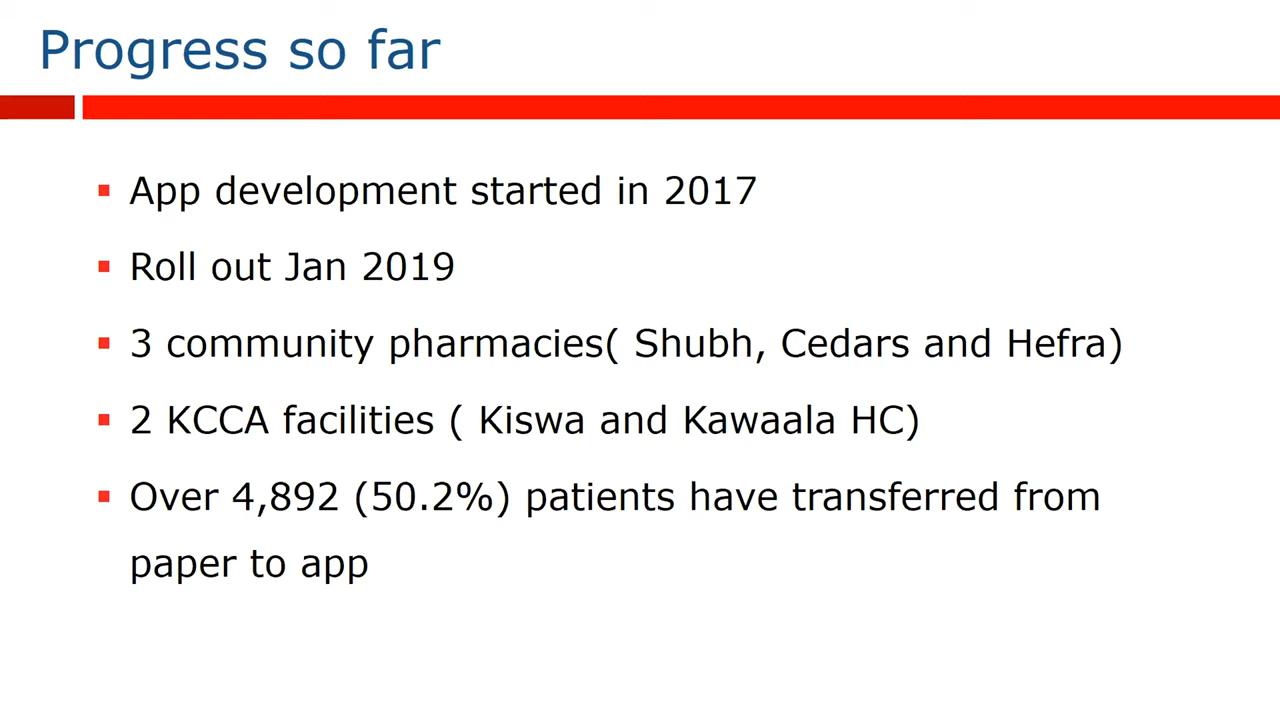 Progress so far
App development started in 2017
Roll out Jan 2019
3 community pharmacies( Shubh, Cedars and Hefra)
2 KCCA facilities ( Kiswa and Kawaala HC)
Over 4,892 (50.2%) patients have transferred from
paper to app